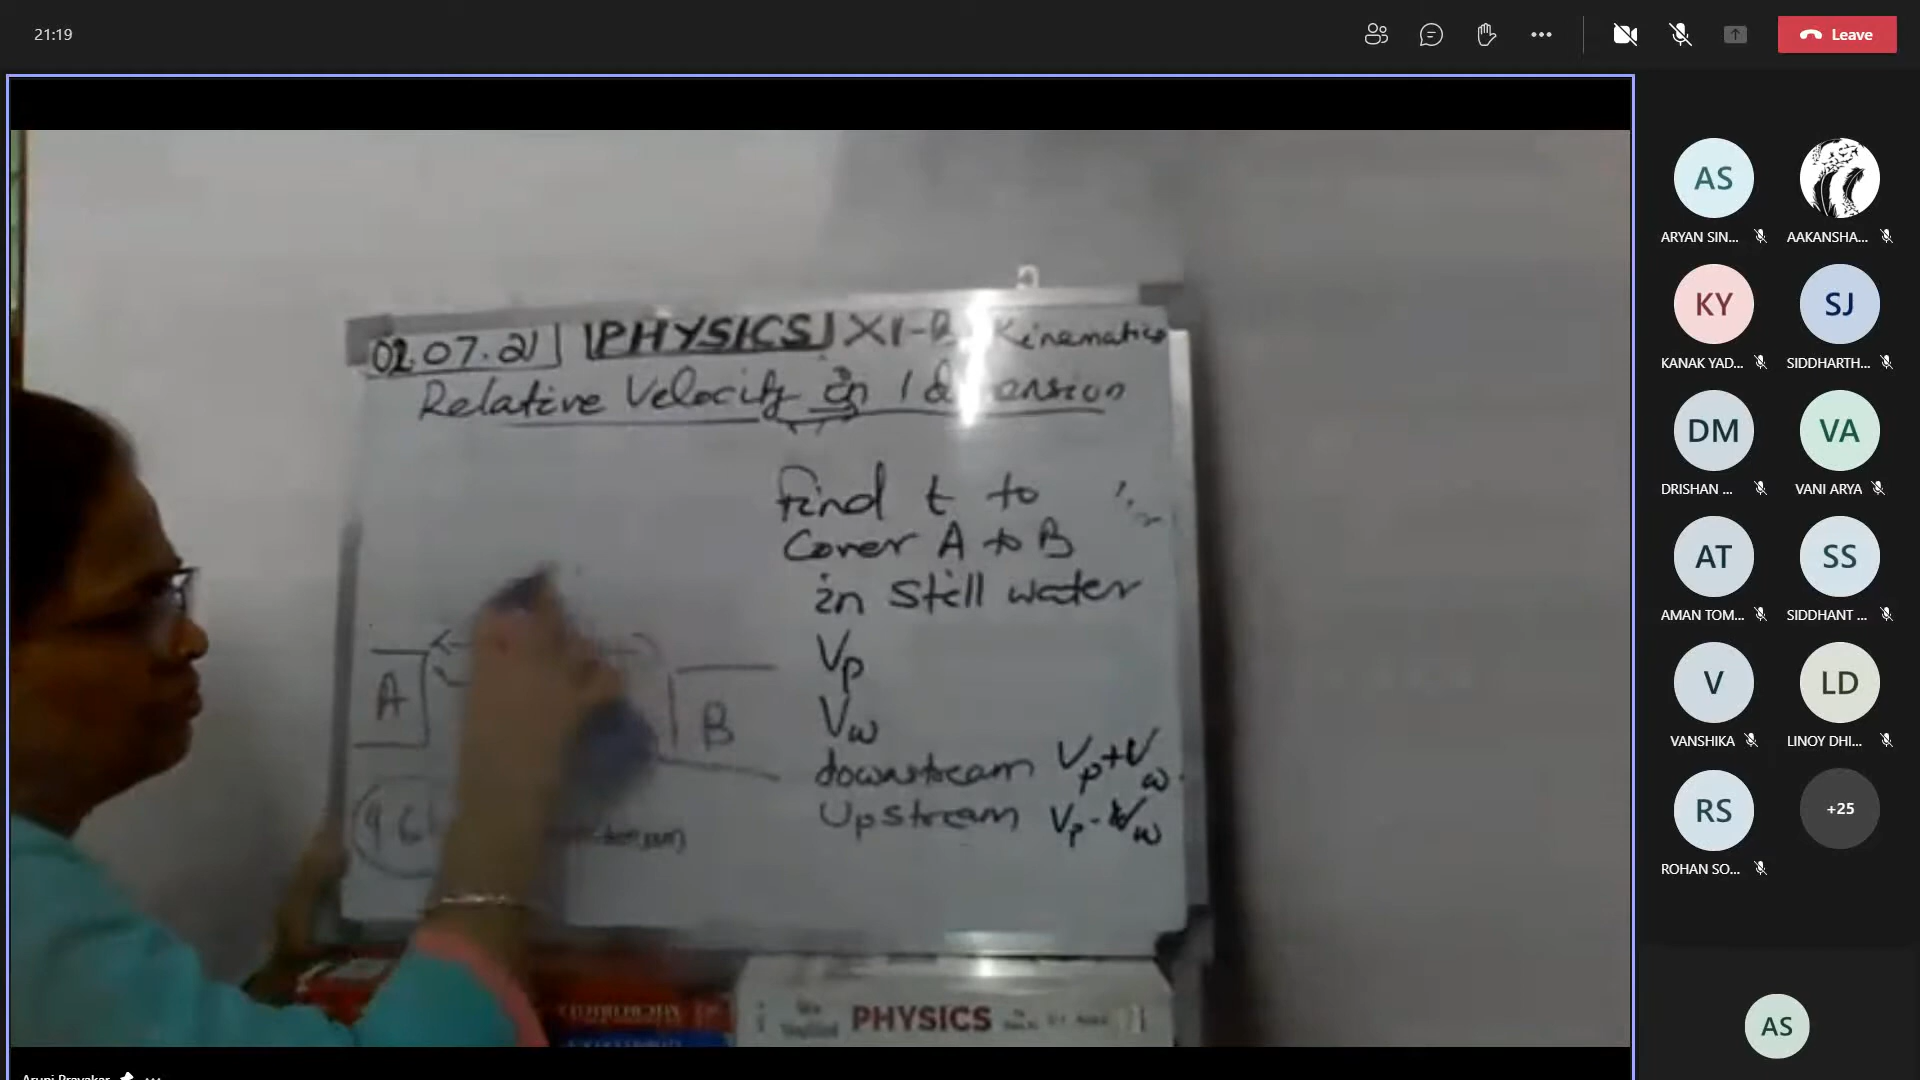 21:19
Leave
02.07.21 PHYSICS XI-B Kinematics
Relative Velocity in 1 dimension
find t to
Cover A to B
in Still water
Vp
Vw
downstream Vp+Vw
Upstream Vp-Vw
A
B
PHYSICS
AS
ARYAN SIN...
AAKANSHA...
KY
KANAK YAD...
SJ
SIDDHARTH...
DM
DRISHAN ...
VA
VANI ARYA
AT
AMAN TOM...
SS
SIDDHANT ...
V
VANSHIKA
LD
LINOY DHI...
RS
ROHAN SO...
+25
AS